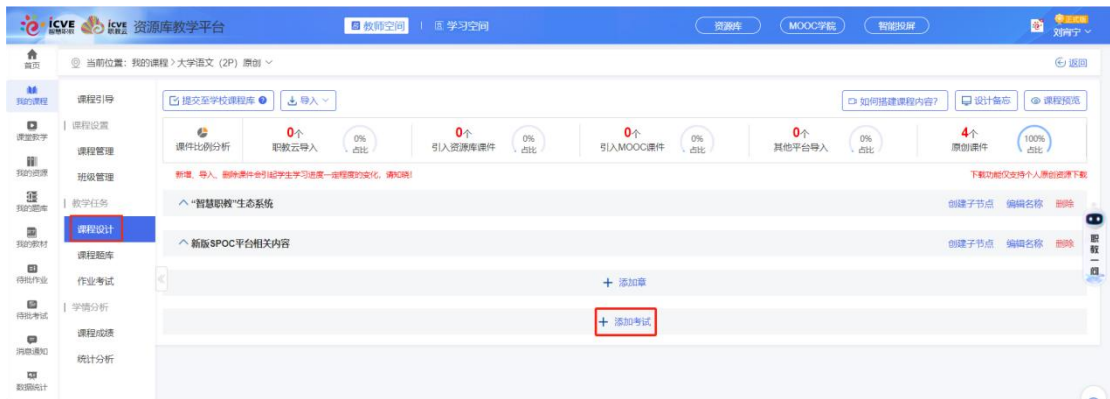 icve 智慧职教 icve 职教云 资源库教学平台 教师空间 | 学习空间 资源库 MOOC学院 智能投屏 正式版
刘宵宁
首页 当前位置：我的课程 > 大学语文（2P）原创 返回
我的课程
课堂教学
我的资源
我的题库
我的教材
待批作业
待批考试
消息通知
数据统计
课程引导
课程设置
课程管理
班级管理
教学任务
课程设计
课程题库
作业考试
学情分析
课程成绩
统计分析
提交至学校课程库 导入 如何搭建课程内容? 设计备忘 课程预览
课件比例分析
0个 职教云导入 0% 占比
0个 引入资源库课件 0% 占比
0个 引入MOOC课件 0% 占比
0个 其他平台导入 0% 占比
4个 原创课件 100% 占比
新增、导入、删除课件会引起学生学习进度一定程度的变化，请知晓! 下载功能仅支持个人原创资源下载
“智慧职教”生态系统 创建子节点 编辑名称 删除
新版SPOC平台相关内容 创建子节点 编辑名称 删除
+ 添加章
+ 添加考试
职教一问